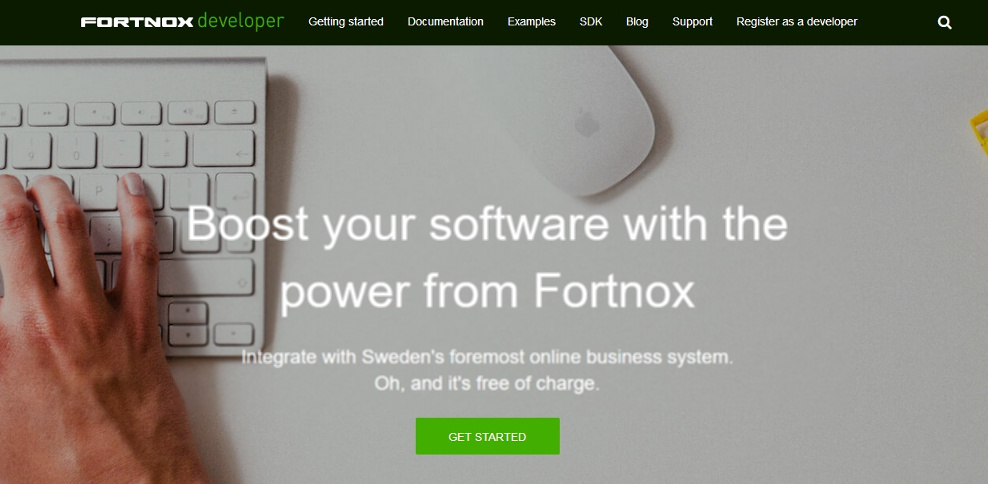 FORTNOX developer Getting started Documentation Examples SDK Blog Support Register as a developer
Boost your software with the
power from Fortnox
Integrate with Sweden's foremost online business system.
Oh, and it's free of charge.
GET STARTED